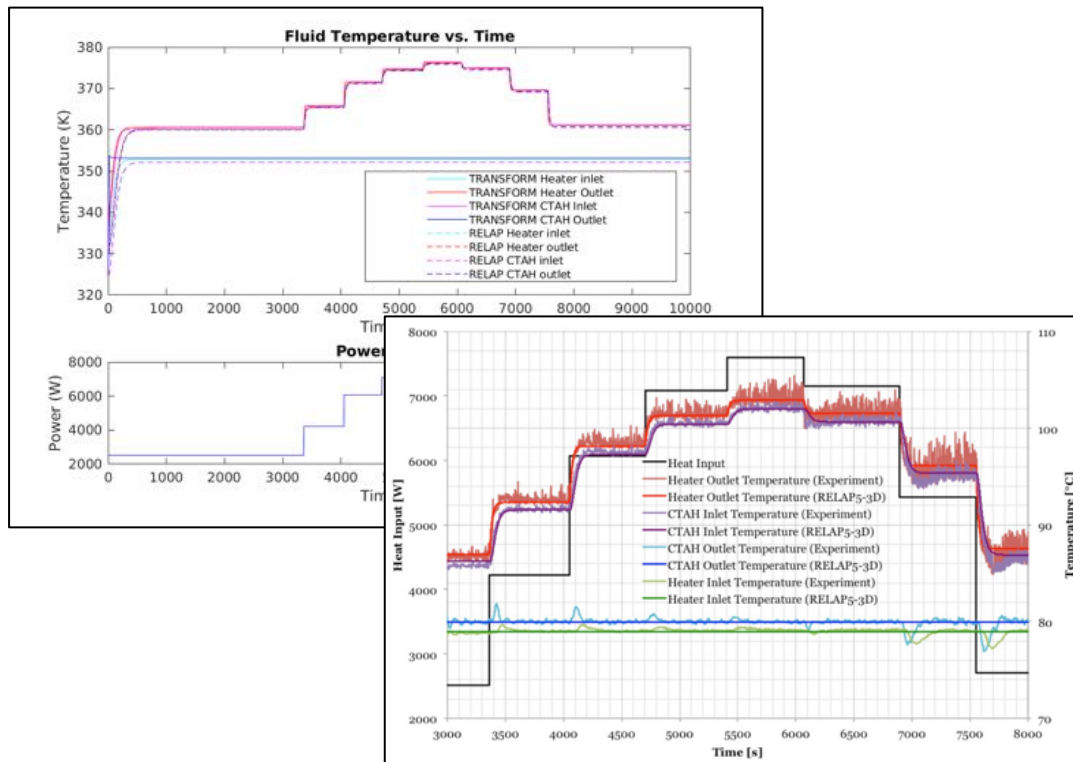 Fluid Temperature vs. Time
380
370
360
350
340
330
320
Temperature (K)
TRANSFORM Heater inlet
TRANSFORM Heater Outlet
TRANSFORM CTAH Inlet
TRANSFORM CTAH Outlet
RELAP Heater inlet
RELAP Heater outlet
RELAP CTAH inlet
RELAP CTAH outlet
0 1000 2000 3000 4000 5000 6000 7000 8000 9000 10000
Power
8000
6000
4000
2000
Power (W)
0 1000 2000 3000 4000
8000
7000
6000
5000
4000
3000
2000
Heat Input [W]
110
100
90
80
70
Temperature [°C]
Heat Input
Heater Outlet Temperature (Experiment)
Heater Outlet Temperature (RELAP5-3D)
CTAH Inlet Temperature (Experiment)
CTAH Inlet Temperature (RELAP5-3D)
CTAH Outlet Temperature (Experiment)
CTAH Outlet Temperature (RELAP5-3D)
Heater Inlet Temperature (Experiment)
Heater Inlet Temperature (RELAP5-3D)
3000 3500 4000 4500 5000 5500 6000 6500 7000 7500 8000
Time [s]